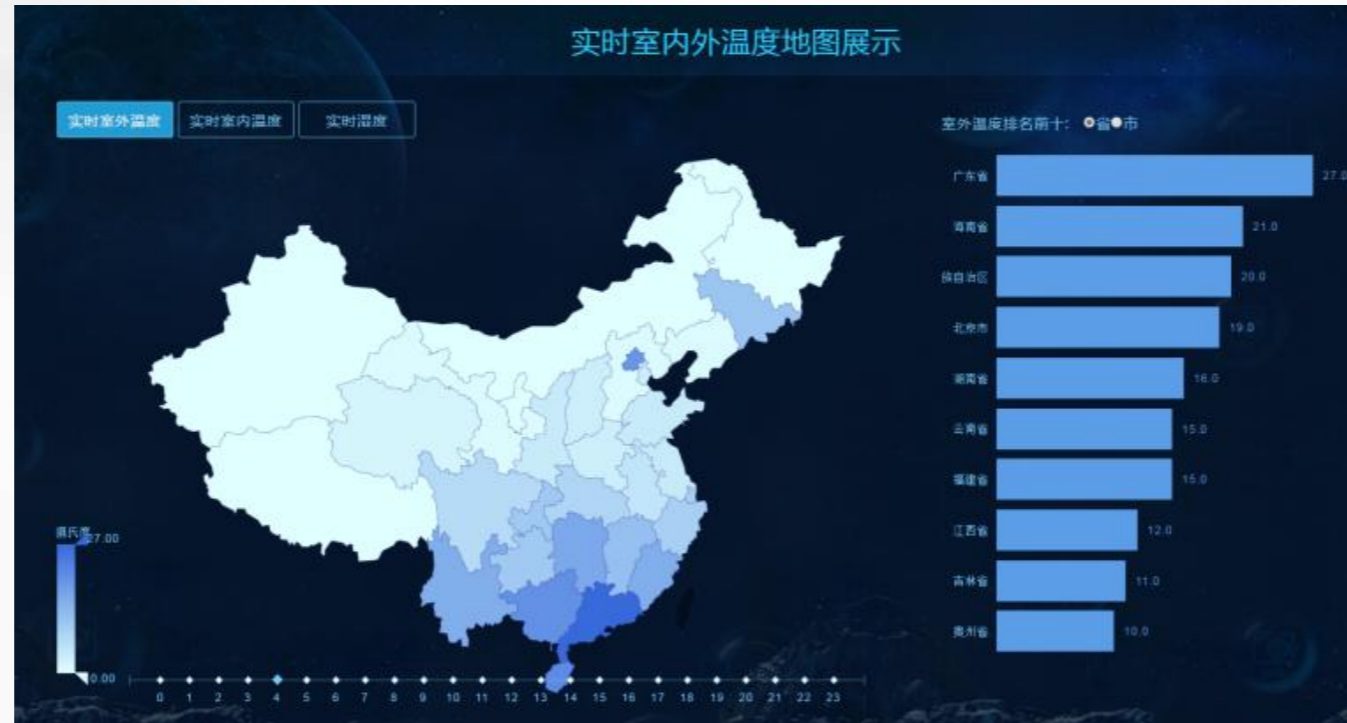 实时室内外温度地图展示
实时室外温度 实时室内温度 实时湿度
室外温度排名前十: 省 市
广东省 27.0
海南省 21.0
族自治区 20.0
北京市 19.0
湖南省 16.0
云南省 15.0
福建省 15.0
江西省 12.0
吉林省 11.0
贵州省 10.0
摄氏度
27.00
0.00
0 1 2 3 4 5 6 7 8 9 10 11 12 13 14 15 16 17 18 19 20 21 22 23